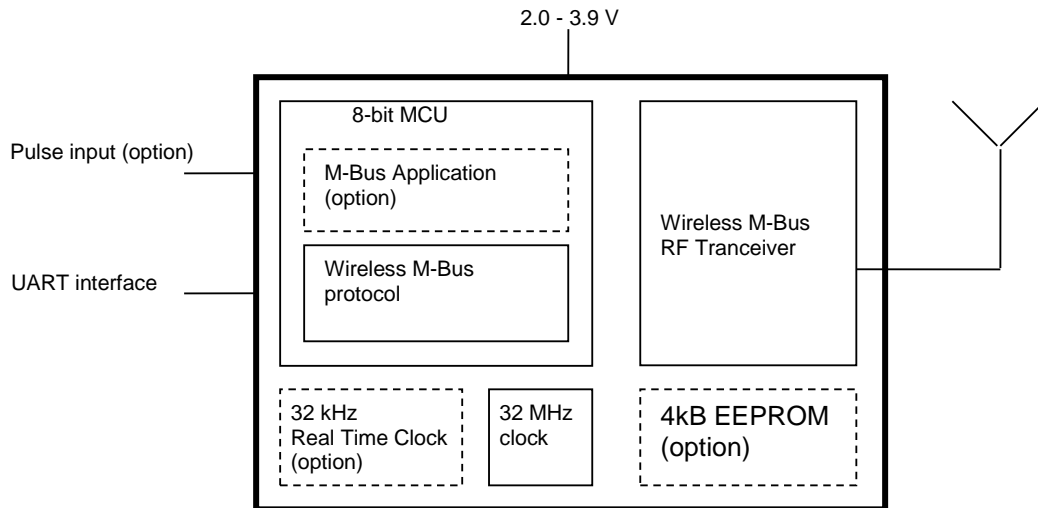 2.0 - 3.9 V
8-bit MCU
Pulse input (option)
M-Bus Application
(option)
Wireless M-Bus
RF Tranceiver
UART interface
Wireless M-Bus
protocol
32 kHz
Real Time Clock
(option)
32 MHz
clock
4kB EEPROM
(option)